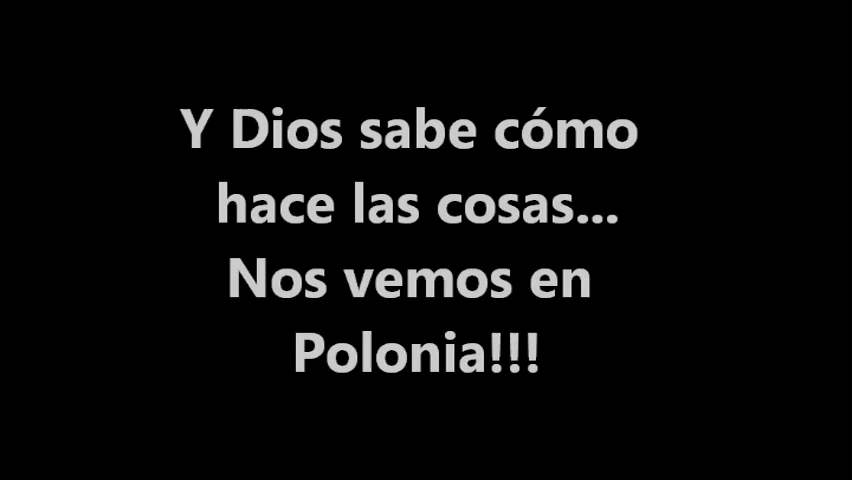 Y Dios sabe cómo
hace las cosas...
Nos vemos en
Polonia!!!